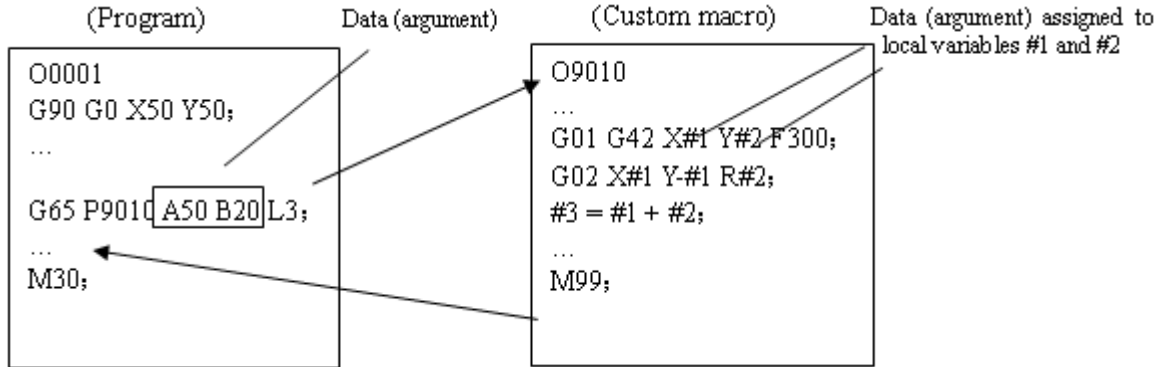 (Program)
Data (argument)
(Custom macro)
Data (argument) assigned to
local variables #1 and #2
O0001
G90 G0 X50 Y50;
...
G65 P9010 A50 B20 L3;
...
M30;
O9010
...
G01 G42 X#1 Y#2 F300;
G02 X#1 Y-#1 R#2;
#3 = #1 + #2;
...
M99;